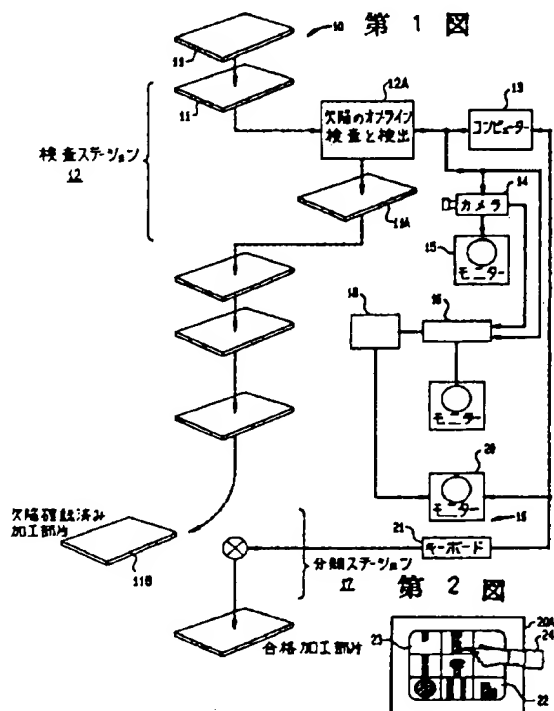 第 1 図
10
11
11
12A
欠陥のオフライン
検査と検出
13
コンピューター
検査ステーション
12
14
カメラ
11A
15
モニター
18
16
モニター
20
モニター
欠陥確認済み
加工部片
11B
21
キーボード
分類ステーション
17
第 2 図
合格加工部片
20A
24
23
22